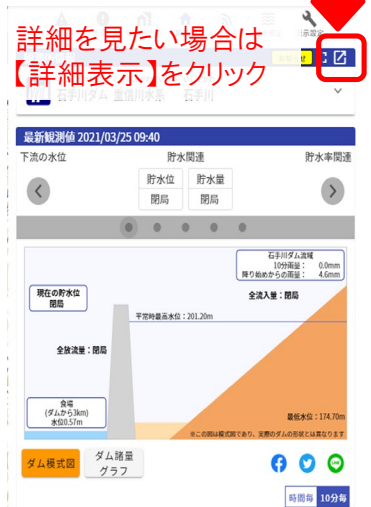 詳細を見たい場合は
【詳細表示】をクリック
石手川ダム 重信川水系 石手川
最新観測値 2021/03/25 09:40
下流の水位 貯水関連 貯水率関連
貯水位 貯水量
閉局 閉局
石手川ダム流域
10分雨量： 0.0mm
降り始めからの雨量： 4.6mm
現在の貯水位
閉局
全流入量：閉局
平常時最高水位：201.20m
全放流量：閉局
食場
(ダムから3km)
水位0.57m
最低水位：174.70m
※この図は模式図であり、実際のダムの形状とは異なります
ダム模式図
ダム諸量
グラフ
時間毎 10分毎